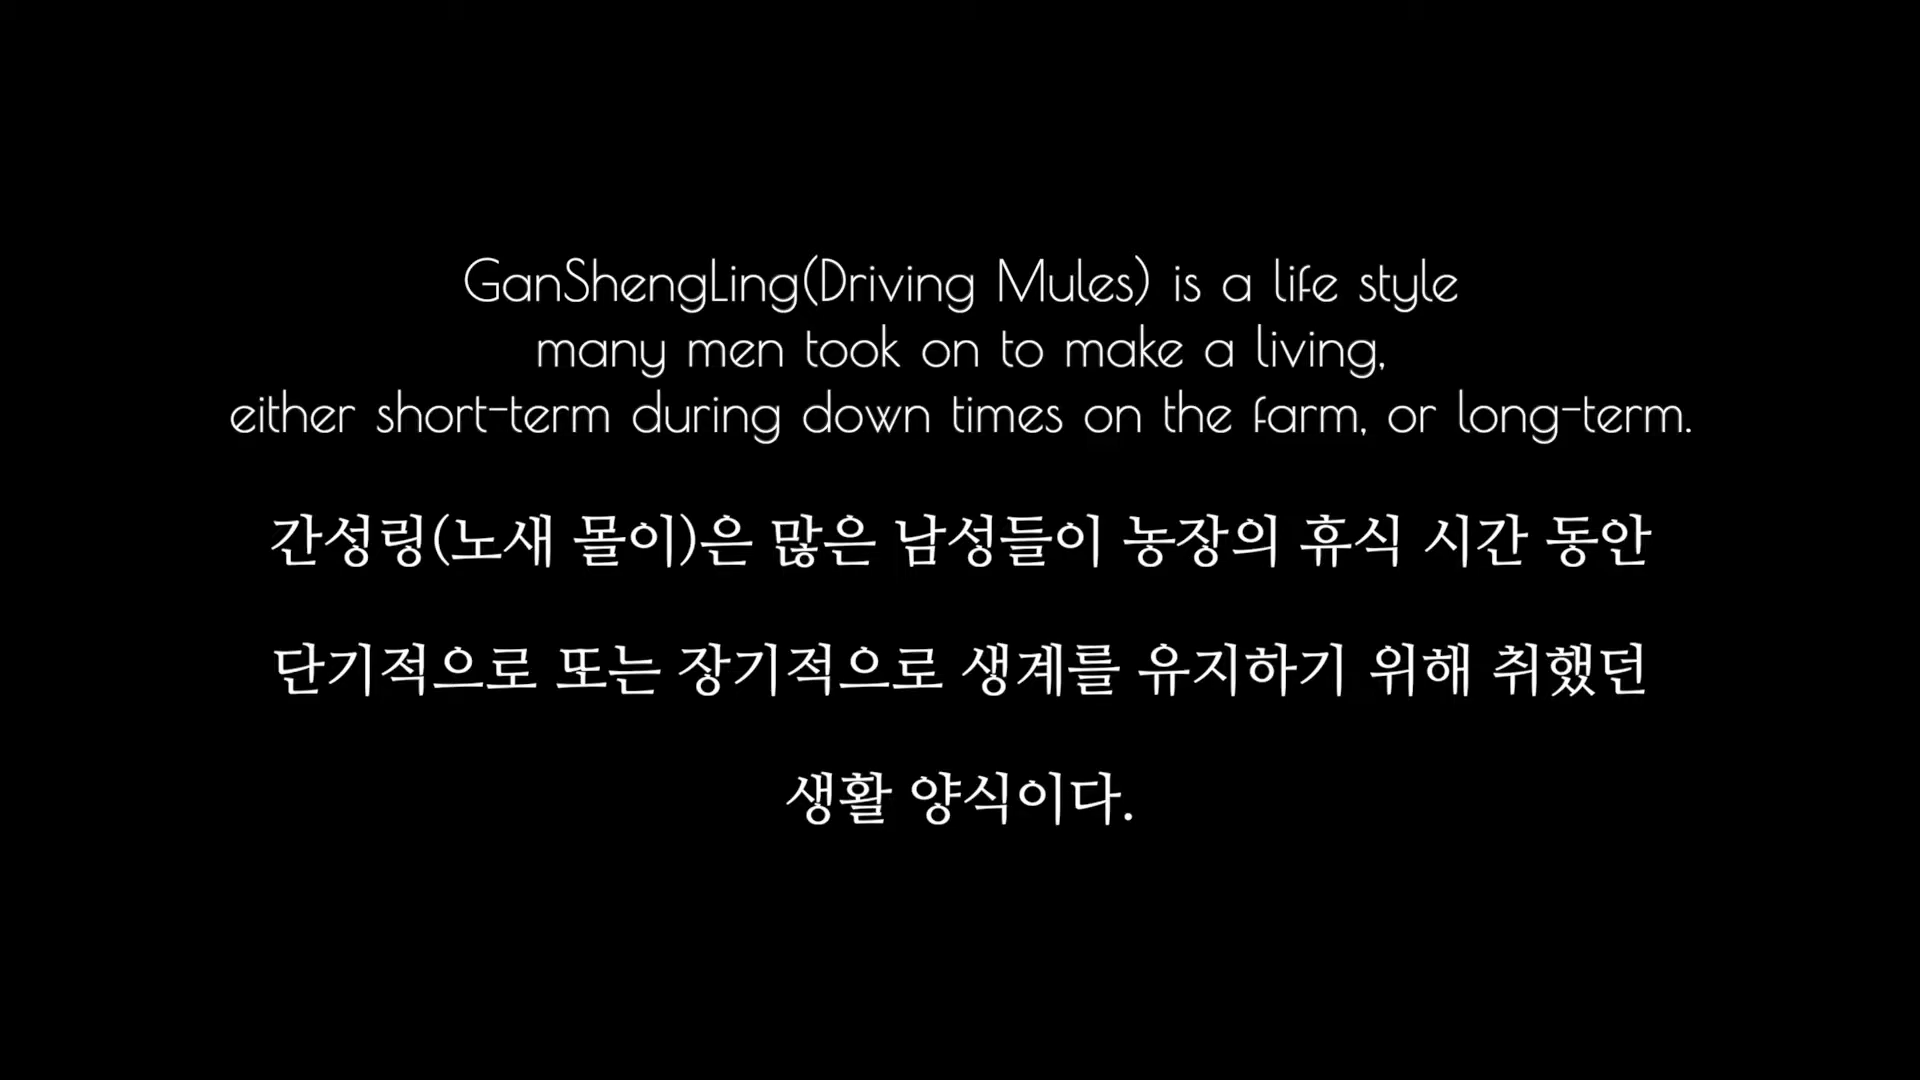 GanShengLing(Driving Mules) is a life style
many men took on to make a living,
either short-term during down times on the farm, or long-term.
간성링(노새 몰이)은 많은 남성들이 농장의 휴식 시간 동안
단기적으로 또는 장기적으로 생계를 유지하기 위해 취했던
생활 양식이다.